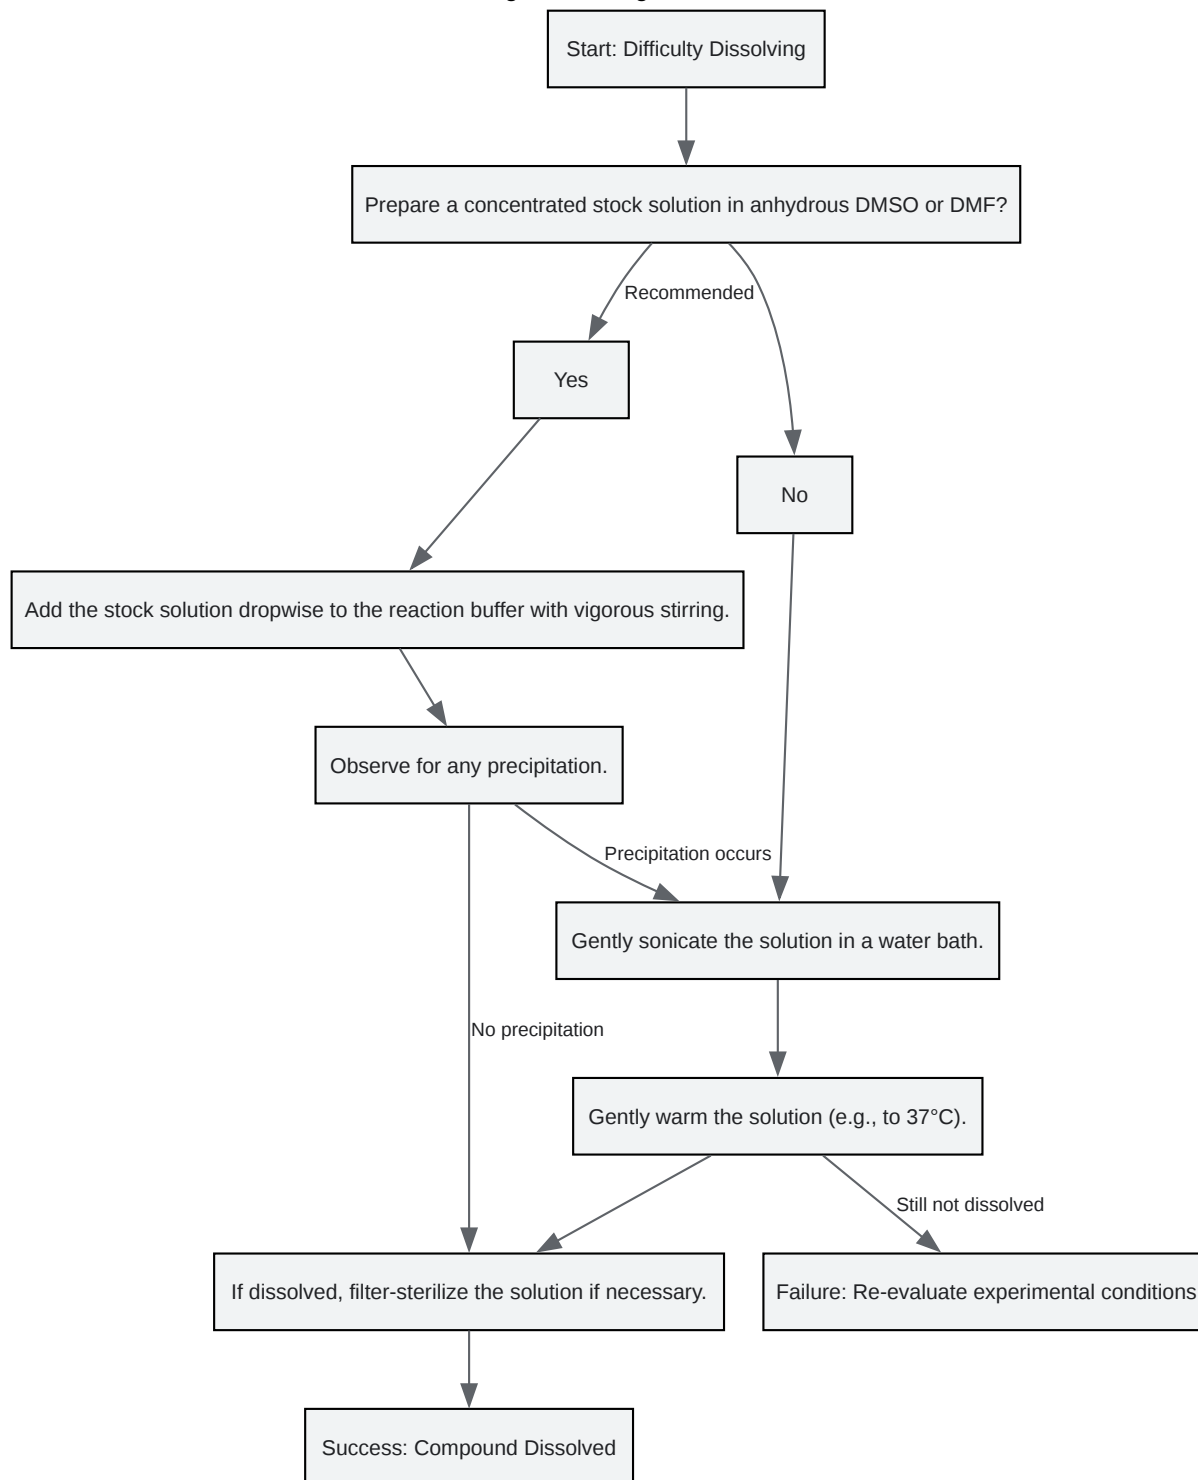 Start: Difficulty Dissolving
Prepare a concentrated stock solution in anhydrous DMSO or DMF?
Recommended
Yes
No
Add the stock solution dropwise to the reaction buffer with vigorous stirring.
Observe for any precipitation.
Precipitation occurs
Gently sonicate the solution in a water bath.
No precipitation
Gently warm the solution (e.g., to 37°C).
Still not dissolved
If dissolved, filter-sterilize the solution if necessary.
Failure: Re-evaluate experimental conditions
Success: Compound Dissolved